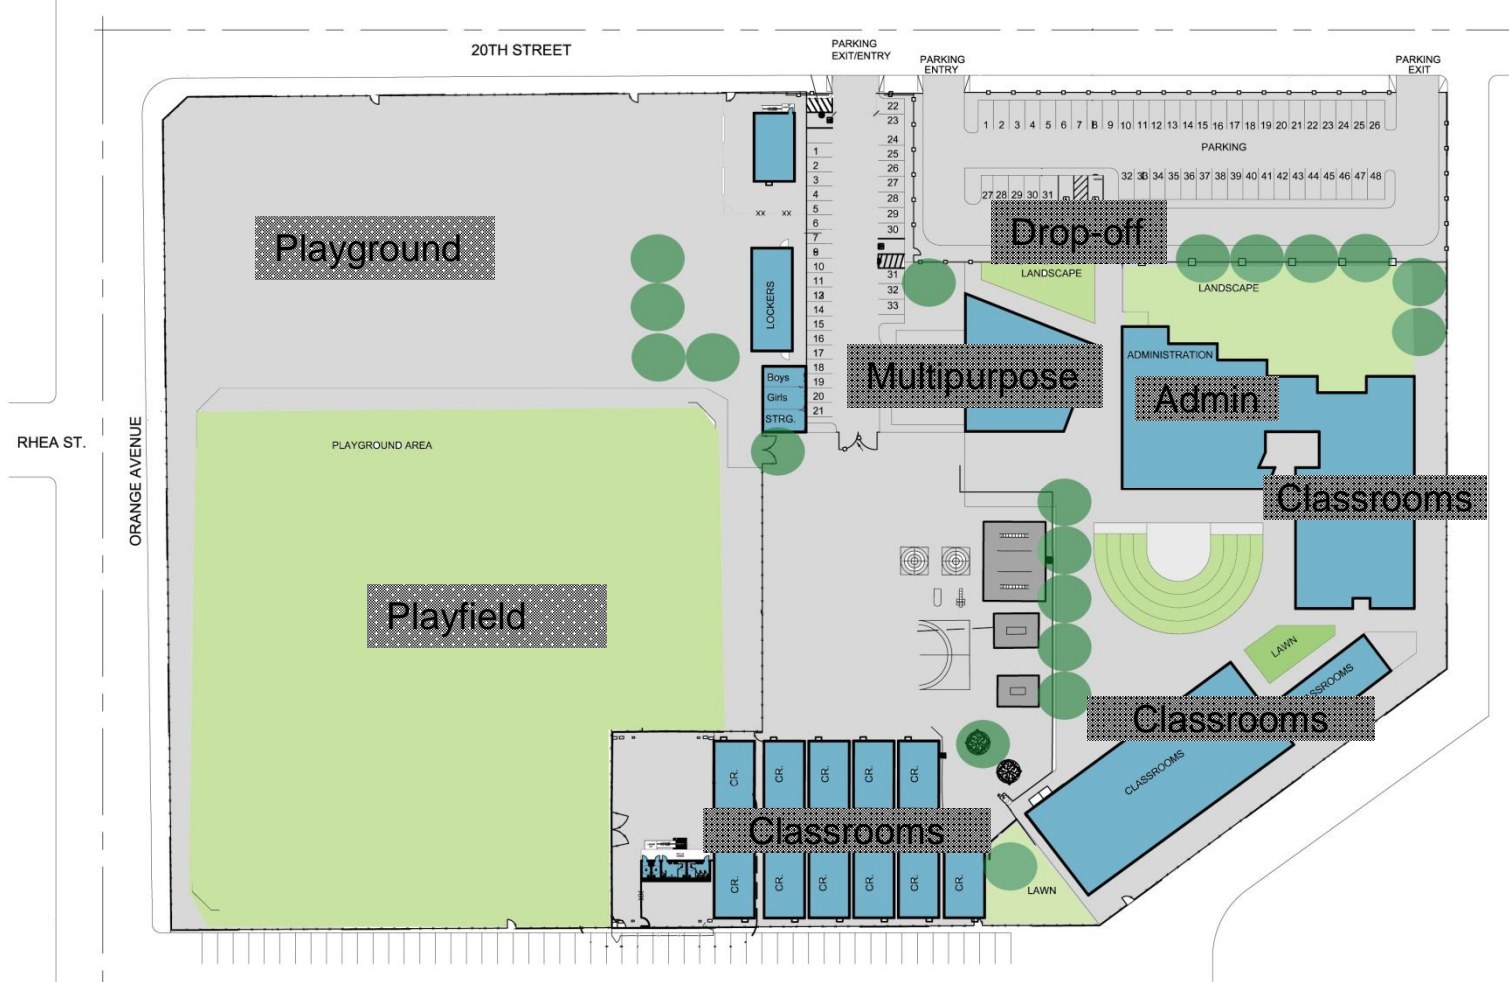 20TH STREET
PARKING
EXIT/ENTRY
PARKING
ENTRY
PARKING
EXIT
22
23
24
25
26
27
28
29
30
31
32
33
1
2
3
4
5
6
7
8
9
10
11
12
13
14
15
16
17
18
19
20
21
1 2 3 4 5 6 7 8 9 10 11 12 13 14 15 16 17 18 19 20 21 22 23 24 25 26
PARKING
27 28 29 30 31
32 33 34 35 36 37 38 39 40 41 42 43 44 45 46 47 48
XX XX
Playground
Drop-off
LANDSCAPE
LANDSCAPE
LOCKERS
ADMINISTRATION
Multipurpose
Admin
Boys
Girls
STRG.
RHEA ST.
ORANGE AVENUE
PLAYGROUND AREA
Classrooms
Playfield
LAWN
CLASSROOMS
Classrooms
CLASSROOMS
CR.
CR.
CR.
CR.
CR.
Classrooms
CR.
CR.
CR.
CR.
CR.
CR.
LAWN